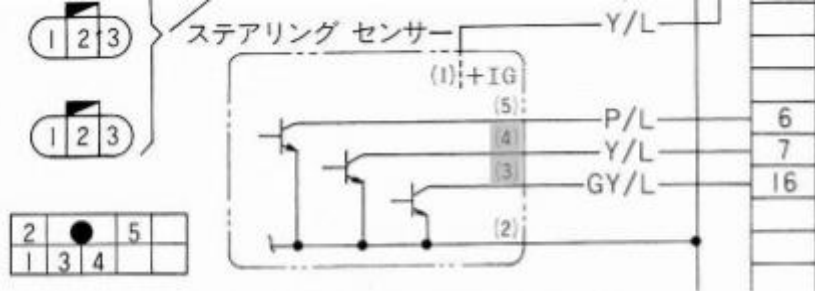 1 2 3
Y/L
ステアリング センサー
(1) +IG
(5) P/L 6
1 2 3
(4) Y/L 7
(3) GY/L 16
2 5
(2)
1 3 4